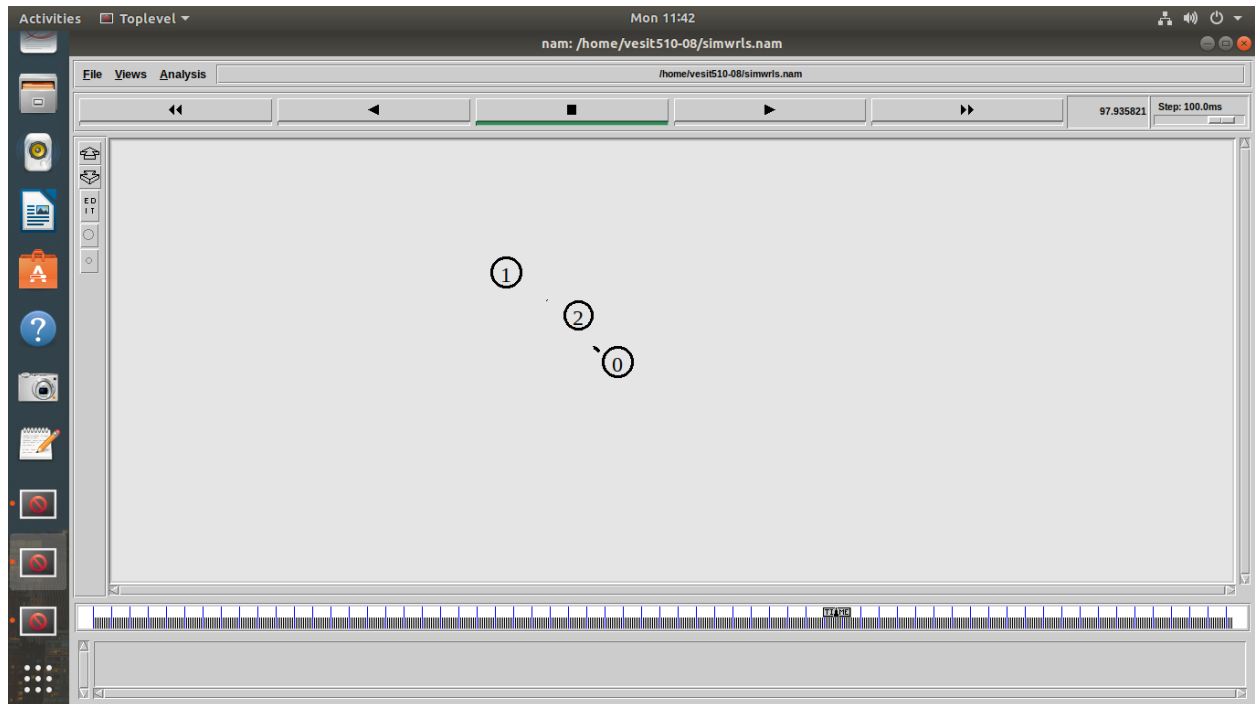 Activities Toplevel ▾ Mon 11:42
nam: /home/vesit510-08/simwrls.nam
File Views Analysis /home/vesit510-08/simwrls.nam
97.935821 Step: 100.0ms
ED
IT
1
2
0
TIME